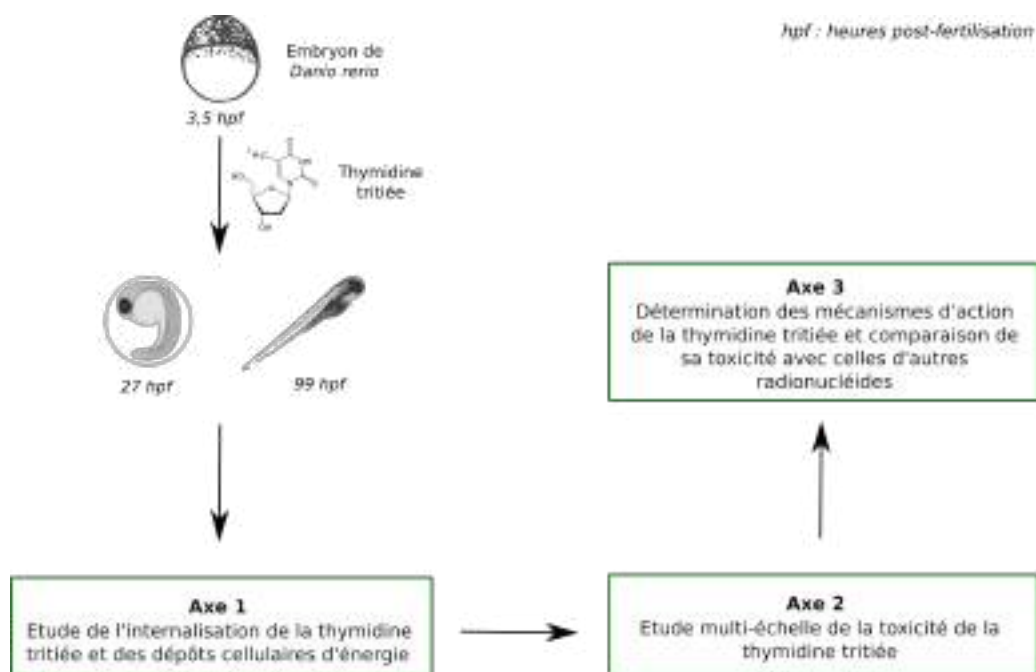 hpf : heures post-fertilisation
Embryon de
Danio rerio
3,5 hpf
Thymidine
tritiée
27 hpf
99 hpf
Axe 3
Détermination des mécanismes d'action
de la thymidine tritiée et comparaison de
sa toxicité avec celles d'autres
radionucléides
Axe 1
Etude de l'internalisation de la thymidine
tritiée et des dépôts cellulaires d'énergie
Axe 2
Etude multi-échelle de la toxicité de la
thymidine tritiée